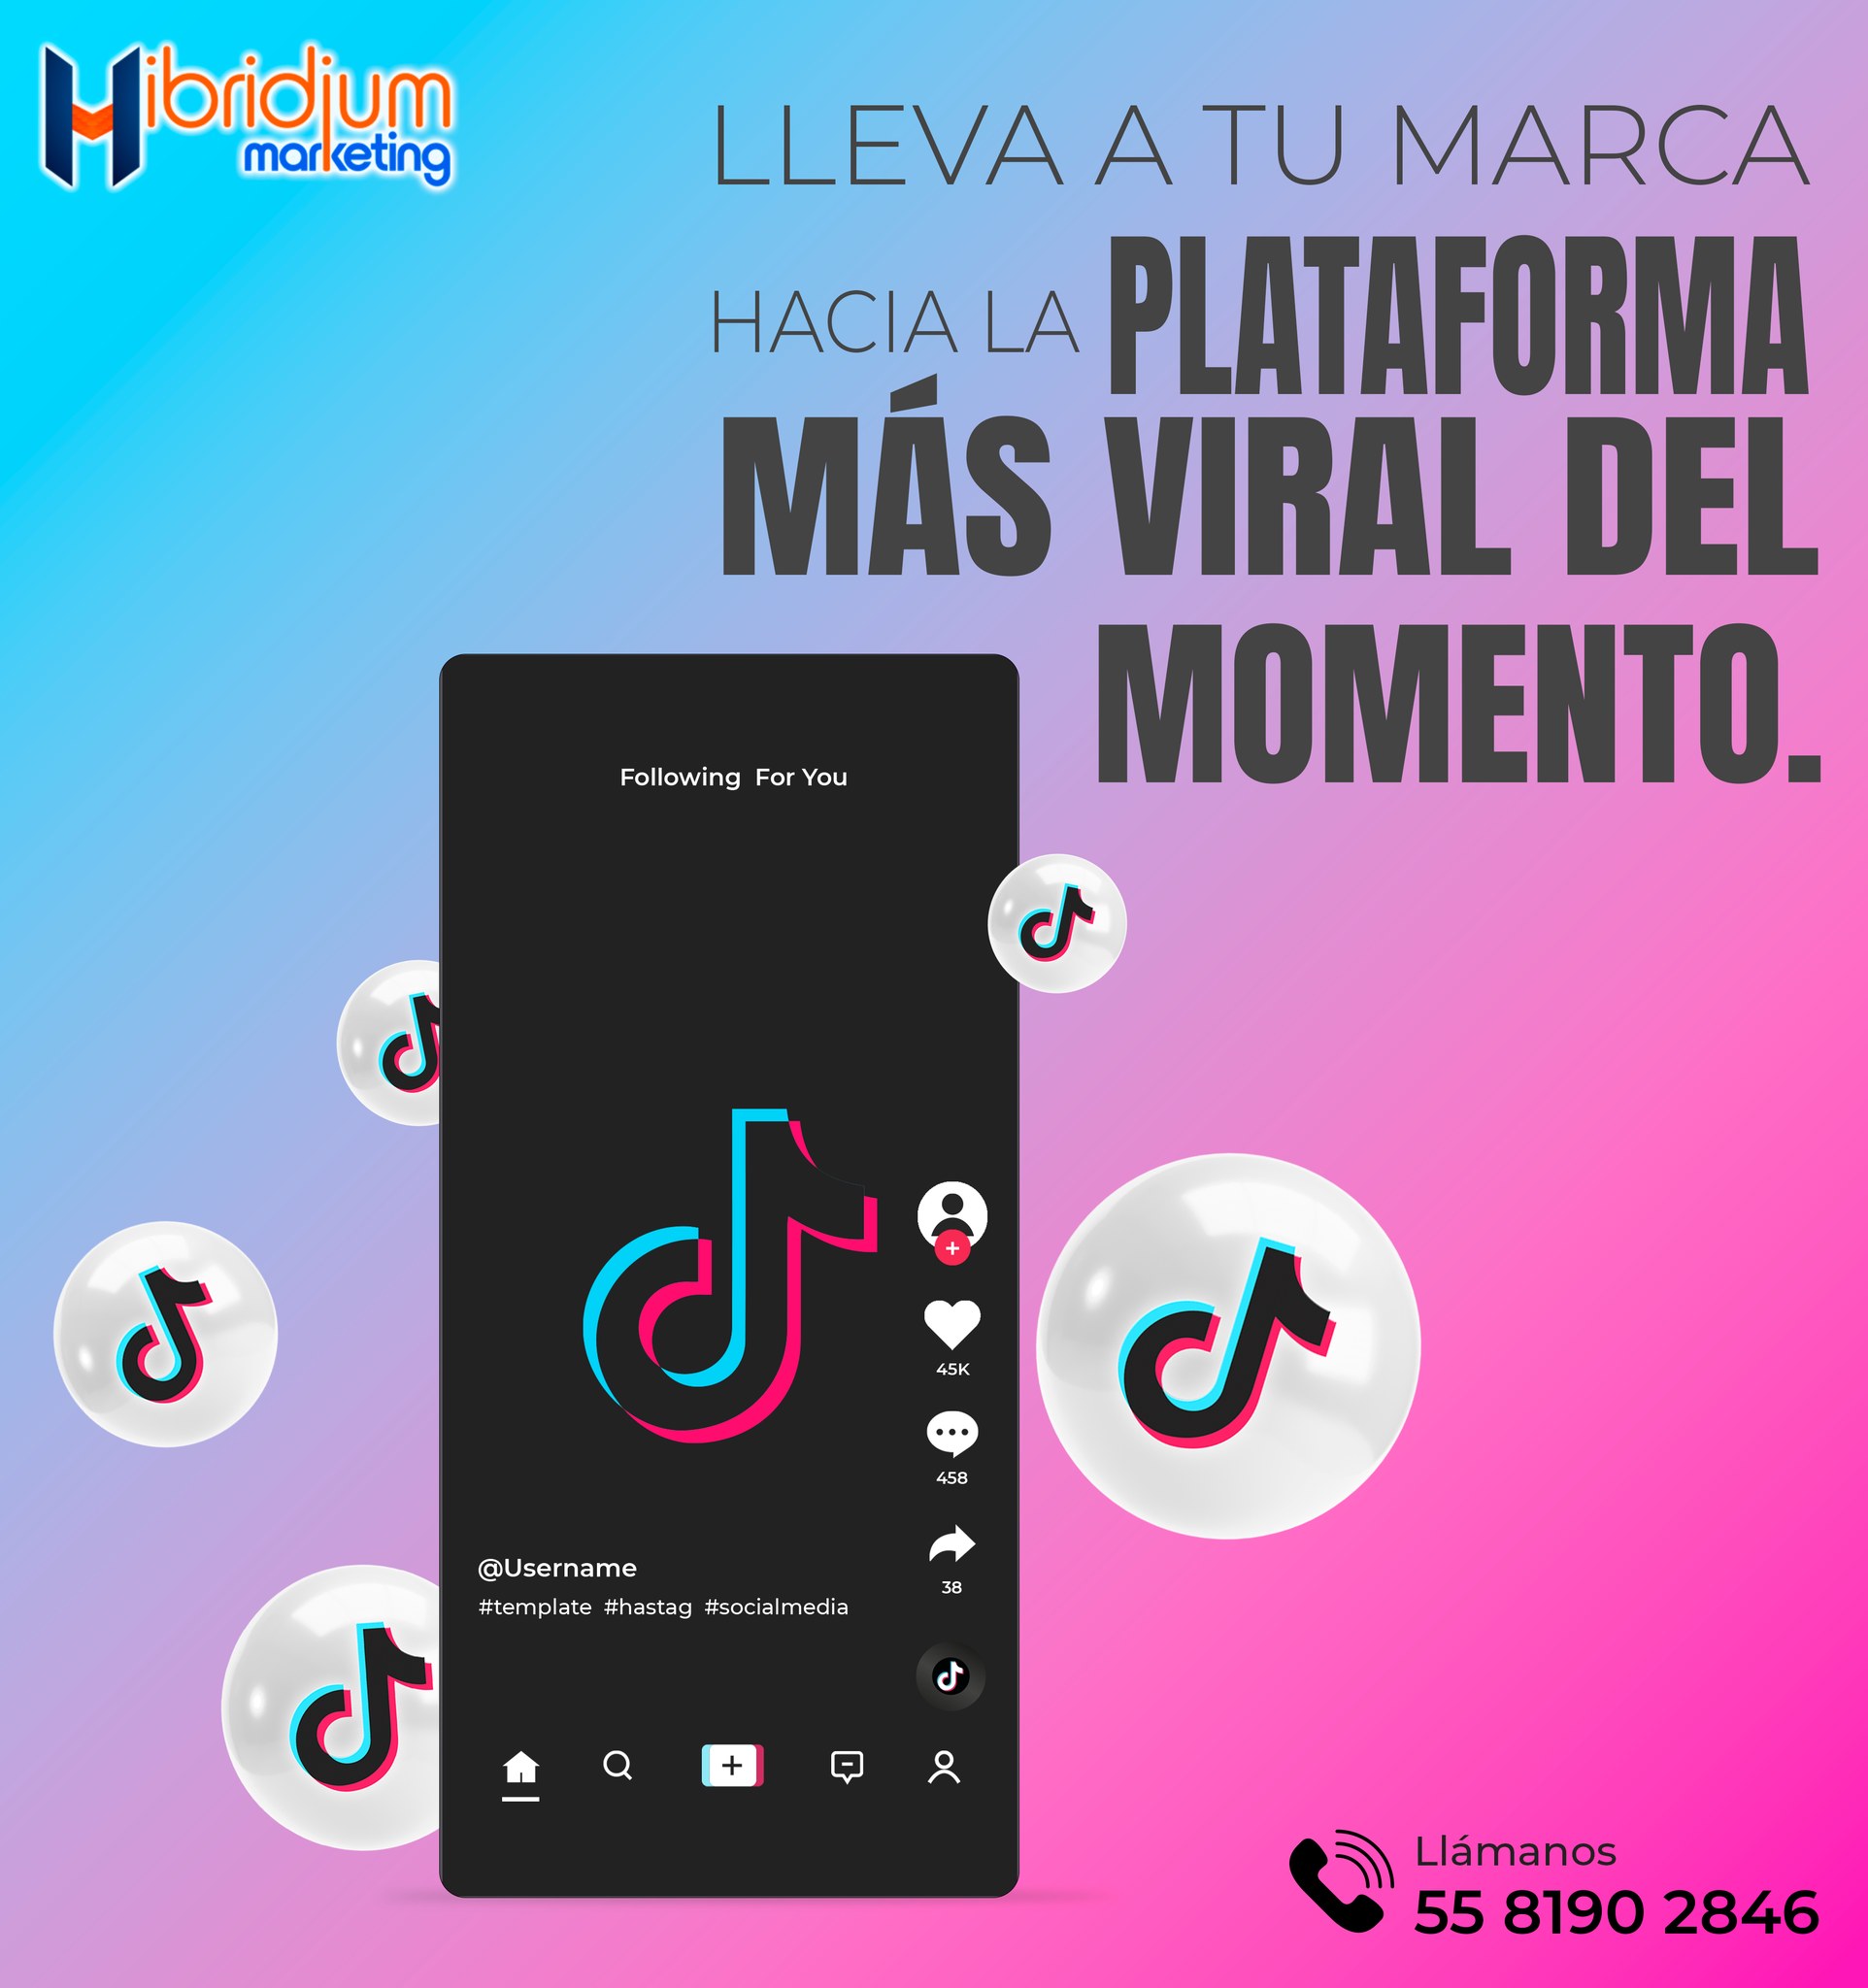 Hibridium
marketing
LLEVA A TU MARCA
HACIA LA PLATAFORMA
MÁS VIRAL DEL
MOMENTO.
Following For You
45K
458
38
@Username
#template #hastag #socialmedia
Llámanos
55 8190 2846